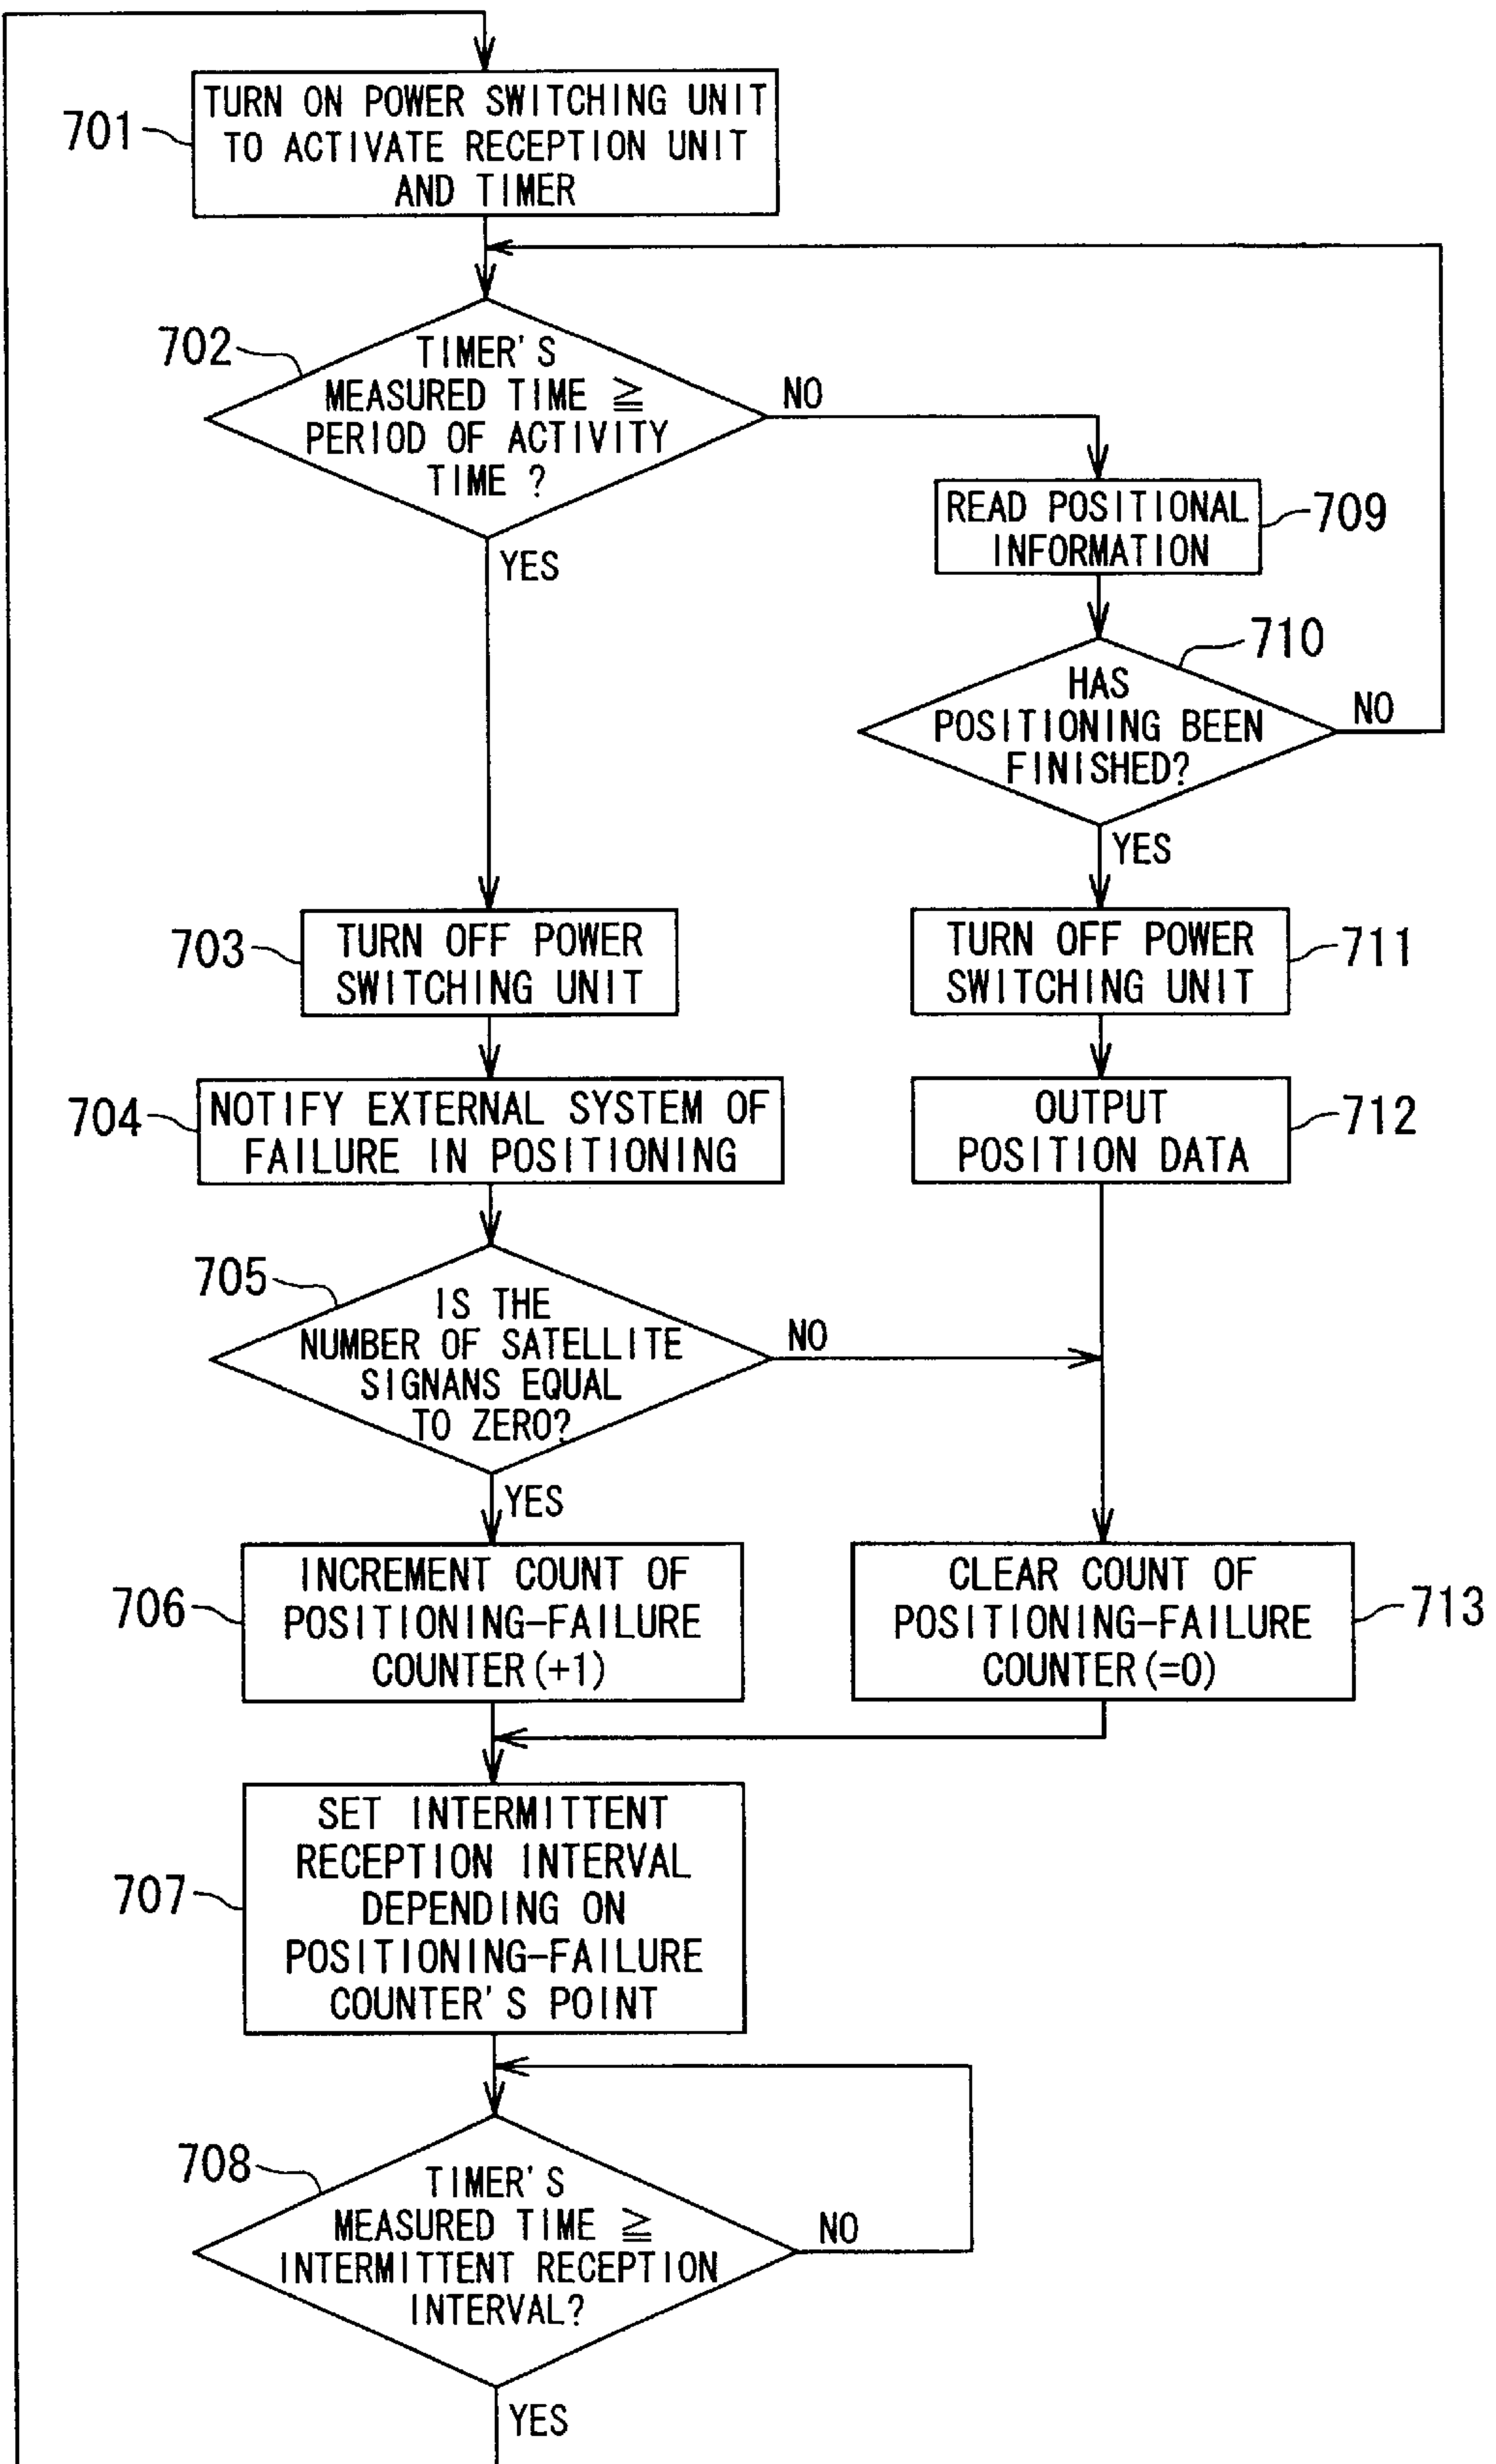 701
TURN ON POWER SWITCHING UNIT
TO ACTIVATE RECEPTION UNIT
AND TIMER
702
TIMER'S
MEASURED TIME ≧
PERIOD OF ACTIVITY
TIME ?
NO
YES
READ POSITIONAL
INFORMATION
709
710
HAS
POSITIONING BEEN
FINISHED?
NO
YES
703
TURN OFF POWER
SWITCHING UNIT
TURN OFF POWER
SWITCHING UNIT
711
704
NOTIFY EXTERNAL SYSTEM OF
FAILURE IN POSITIONING
OUTPUT
POSITION DATA
712
705
IS THE
NUMBER OF SATELLITE
SIGNANS EQUAL
TO ZERO?
NO
YES
706
INCREMENT COUNT OF
POSITIONING-FAILURE
COUNTER(+1)
CLEAR COUNT OF
POSITIONING-FAILURE
COUNTER(=0)
713
707
SET INTERMITTENT
RECEPTION INTERVAL
DEPENDING ON
POSITIONING-FAILURE
COUNTER'S POINT
708
TIMER'S
MEASURED TIME ≧
INTERMITTENT RECEPTION
INTERVAL?
NO
YES